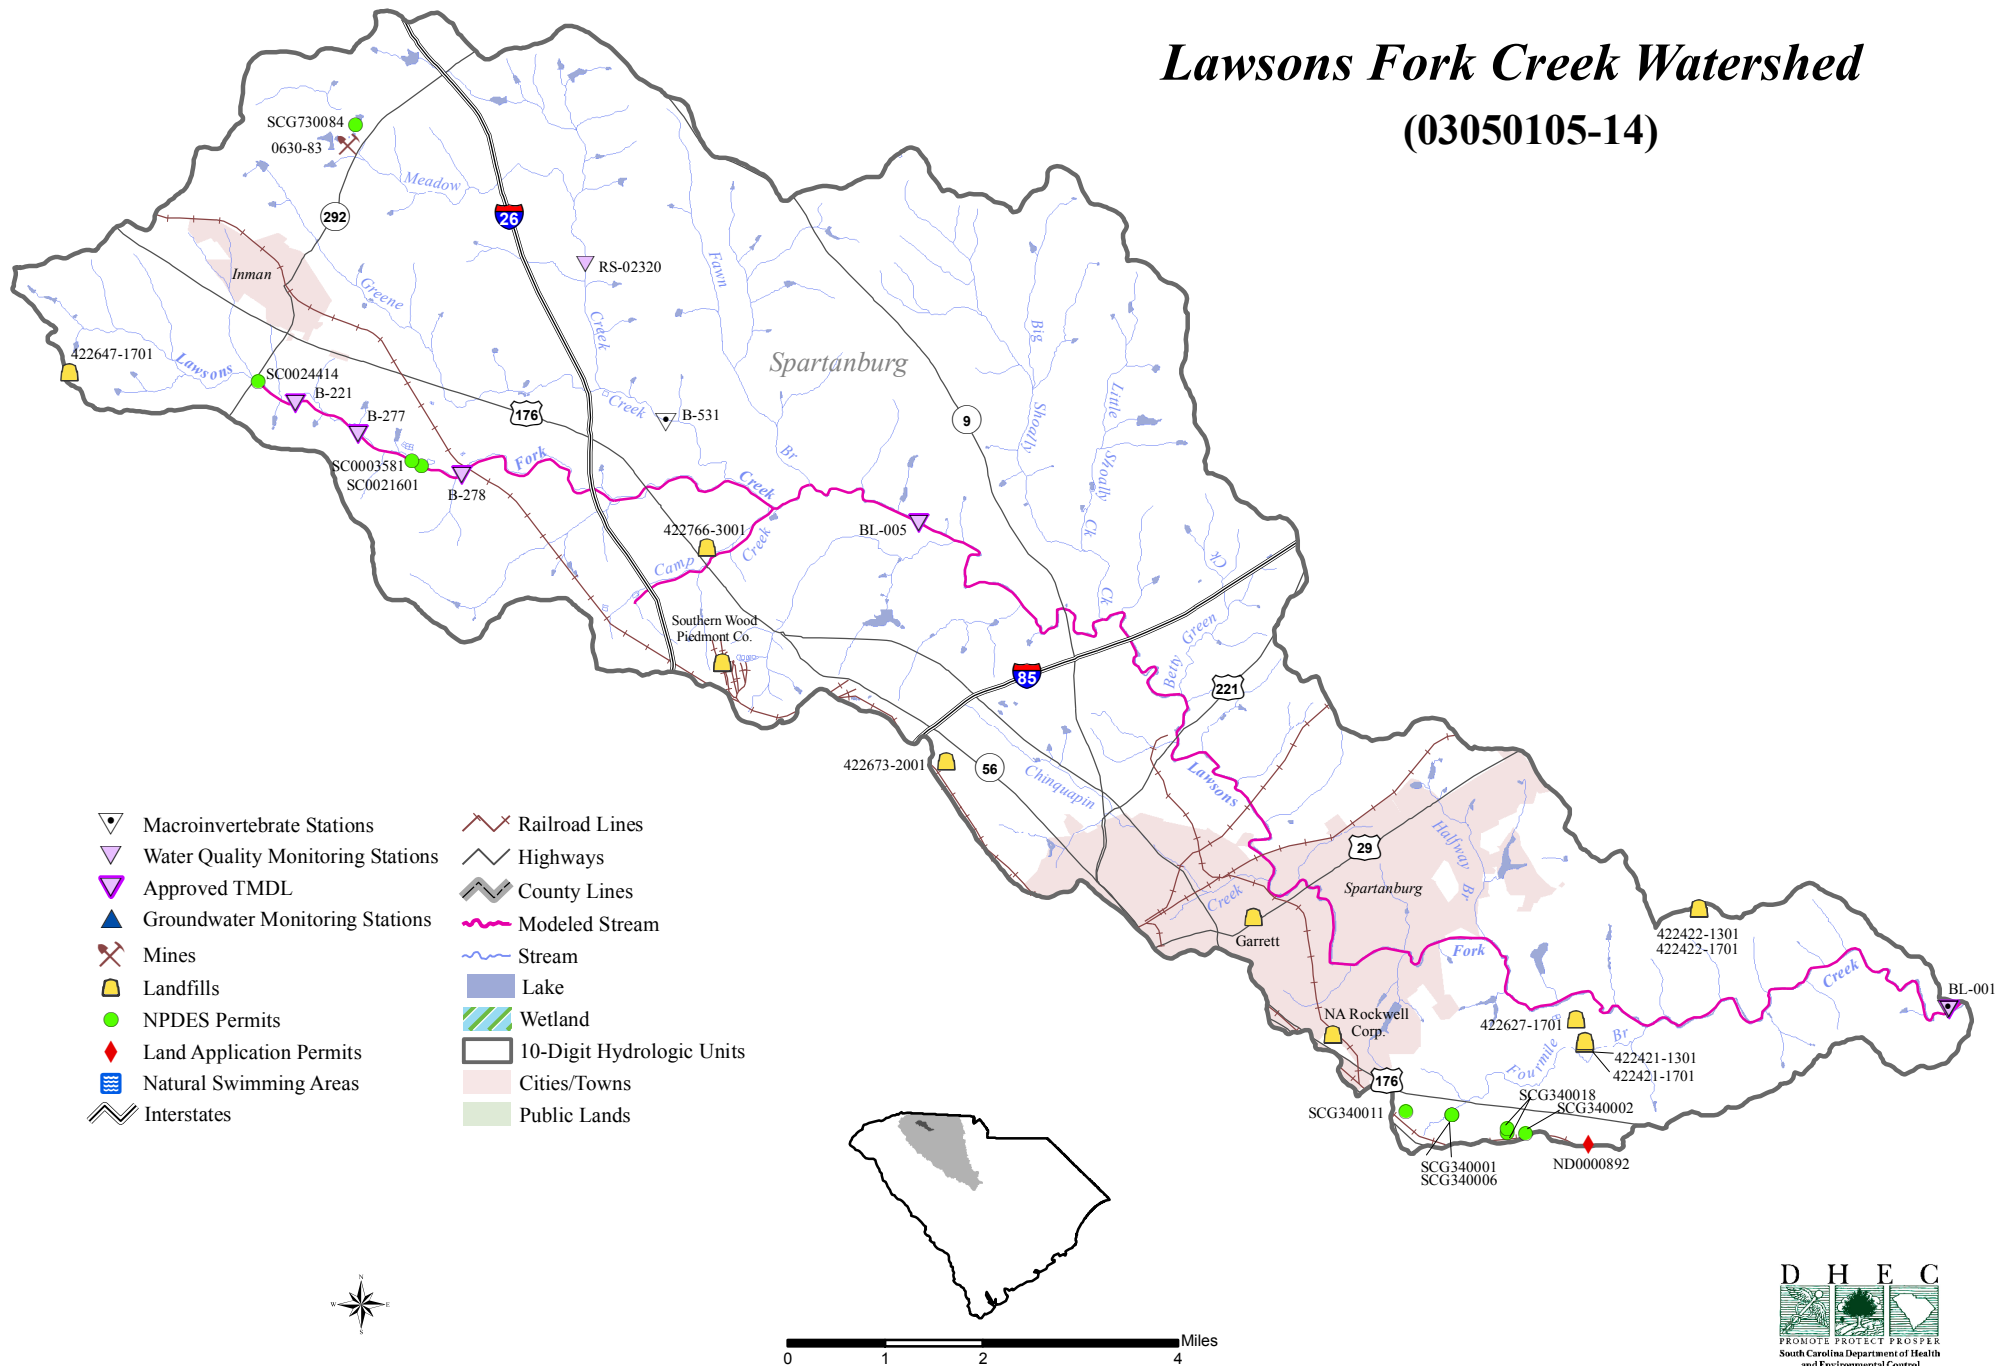 Lawsons Fork Creek Watershed
(03050105-14)
SCG730084
0630-83
Meadow
292
26
Inman
Greene
RS-02320
Fawn
Creek
Big
Spartanburg
422647-1701
Lawsons
SC0024414
B-221
B-277
176
Creek
B-531
9
Shoally
Little
Shoally
Ck
Br
SC0003581
SC0021601
B-278
Fork
Creek
422766-3001
Camp
Creek
BL-005
Ck
Ck
Southern Wood
Piedmont Co.
Betty Green
85
221
422673-2001
56
Chinquapin
Lawsons
Halfway
Br
29
Spartanburg
Creek
Garrett
Fork
422422-1301
422422-1701
Creek
BL-001
NA Rockwell
Corp.
422627-1701
Fourmile
Br
422421-1301
422421-1701
176
SCG340011
SCG340018
SCG340002
SCG340001
SCG340006
ND0000892
Macroinvertebrate Stations
Water Quality Monitoring Stations
Approved TMDL
Groundwater Monitoring Stations
Mines
Landfills
NPDES Permits
Land Application Permits
Natural Swimming Areas
Interstates
Railroad Lines
Highways
County Lines
Modeled Stream
Stream
Lake
Wetland
10-Digit Hydrologic Units
Cities/Towns
Public Lands
N
W E
S
Miles
0 1 2 4
D H E C
PROMOTE PROTECT PROSPER
South Carolina Department of Health
and Environmental Control